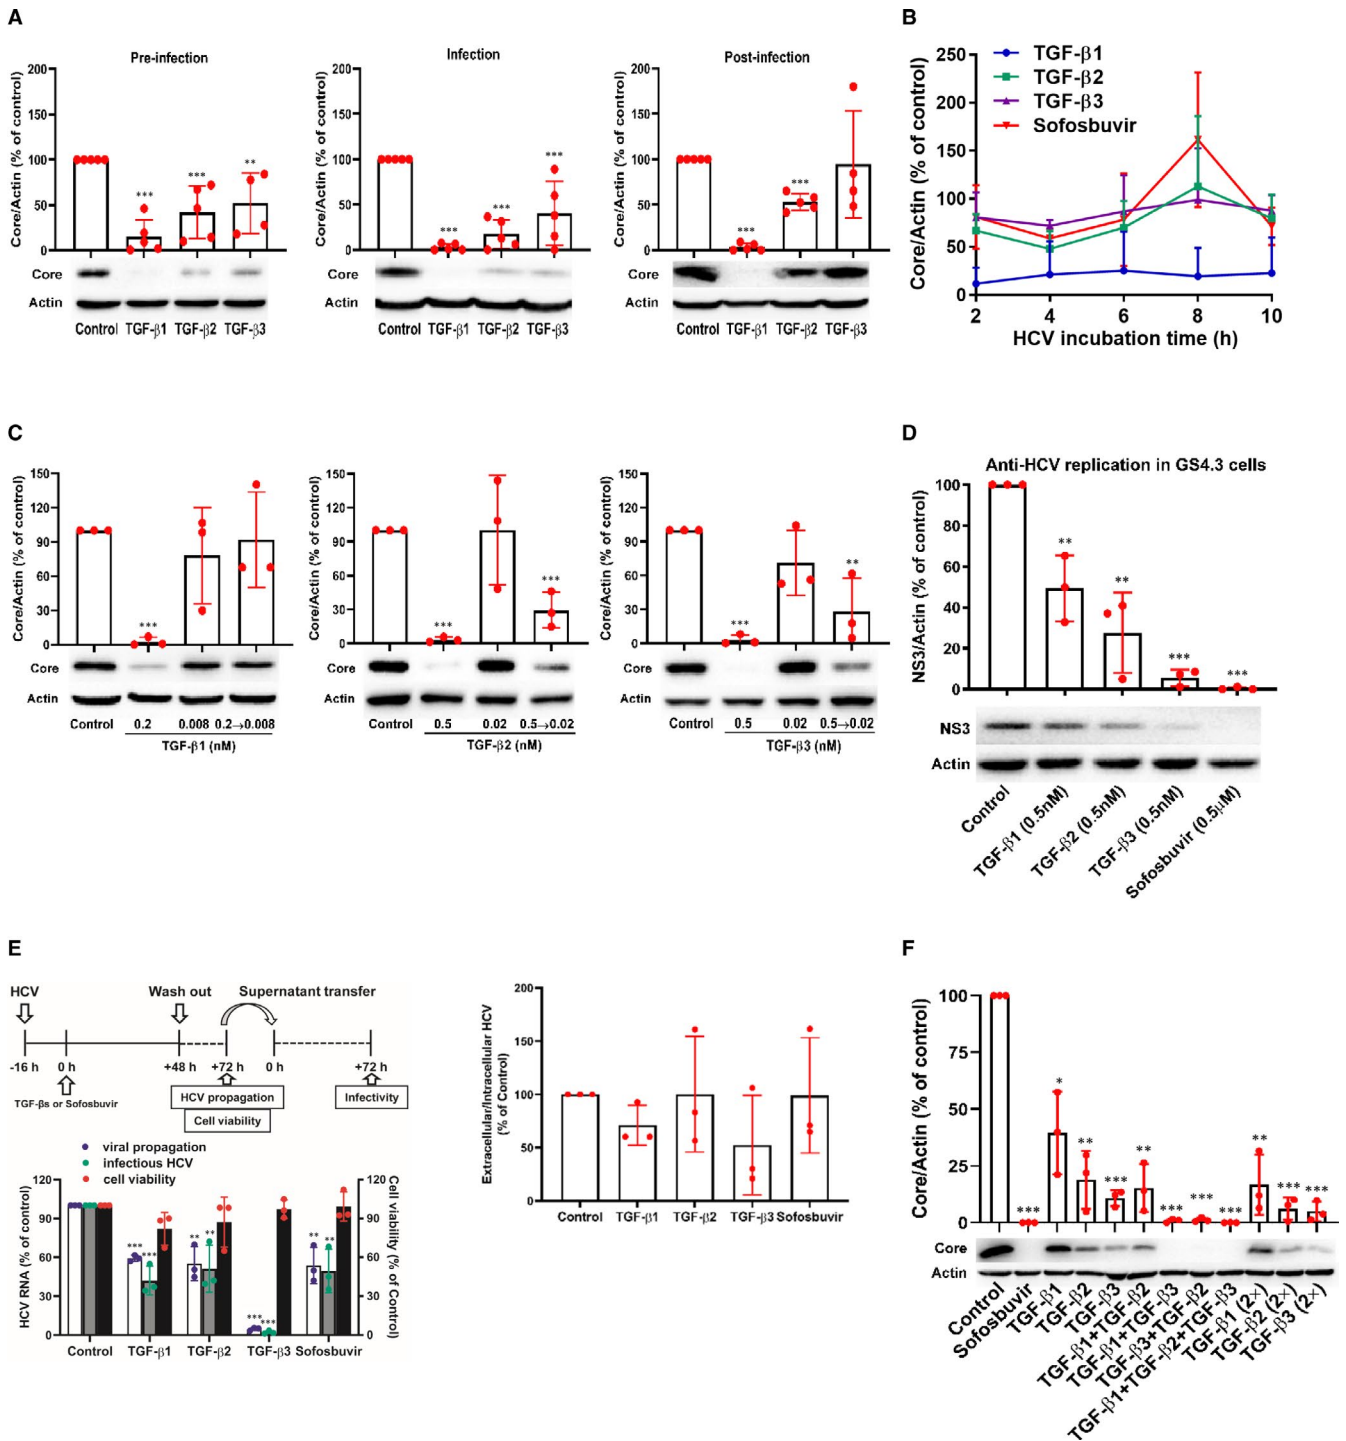 A
Pre-infection
Core/Actin (% of control)
200
150
100
50
0
***
***
**
Core
Actin
Control TGF-β1 TGF-β2 TGF-β3
Infection
Core/Actin (% of control)
200
150
100
50
0
***
***
***
Core
Actin
Control TGF-β1 TGF-β2 TGF-β3
Post-infection
Core/Actin (% of control)
200
150
100
50
0
***
***
Core
Actin
Control TGF-β1 TGF-β2 TGF-β3
B
TGF-β1
TGF-β2
TGF-β3
Sofosbuvir
Core/Actin (% of control)
250
200
150
100
50
0
2 4 6 8 10
HCV incubation time (h)
C
Core/Actin (% of control)
150
120
90
60
30
0
***
Core
Actin
Control 0.2 0.008 0.2→0.008
TGF-β1 (nM)
Core/Actin (% of control)
150
120
90
60
30
0
***
***
Core
Actin
Control 0.5 0.02 0.5→0.02
TGF-β2 (nM)
Core/Actin (% of control)
150
120
90
60
30
0
***
**
Core
Actin
Control 0.5 0.02 0.5→0.02
TGF-β3 (nM)
D
Anti-HCV replication in GS4.3 cells
NS3/Actin (% of control)
100
80
60
40
20
0
**
**
***
***
NS3
Actin
Control
TGF-β1 (0.5nM)
TGF-β2 (0.5nM)
TGF-β3 (0.5nM)
Sofosbuvir (0.5μM)
E
HCV Wash out Supernatant transfer
-16 h 0 h +48 h +72 h 0 h +72 h
TGF-βs or Sofosbuvir
HCV propagation
Infectivity
Cell viability
viral propagation
infectious HCV
cell viability
HCV RNA (% of control)
120
90
60
30
0
*** ***
** **
*** ***
** **
120
90
60
30
0
Cell viability (% of Control)
Control TGF-β1 TGF-β2 TGF-β3 Sofosbuvir
Extracellular/Intracellular HCV
(% of Control)
200
150
100
50
0
Control TGF-β1 TGF-β2 TGF-β3 Sofosbuvir
F
Core/Actin (% of control)
100
75
50
25
0
***
*
**
***
**
***
***
***
**
***
***
Core
Actin
Control
Sofosbuvir
TGF-β1
TGF-β2
TGF-β3
TGF-β1+TGF-β2
TGF-β1+TGF-β3
TGF-β3+TGF-β2
TGF-β1+TGF-β2+TGF-β3
TGF-β1 (2×)
TGF-β2 (2×)
TGF-β3 (2×)